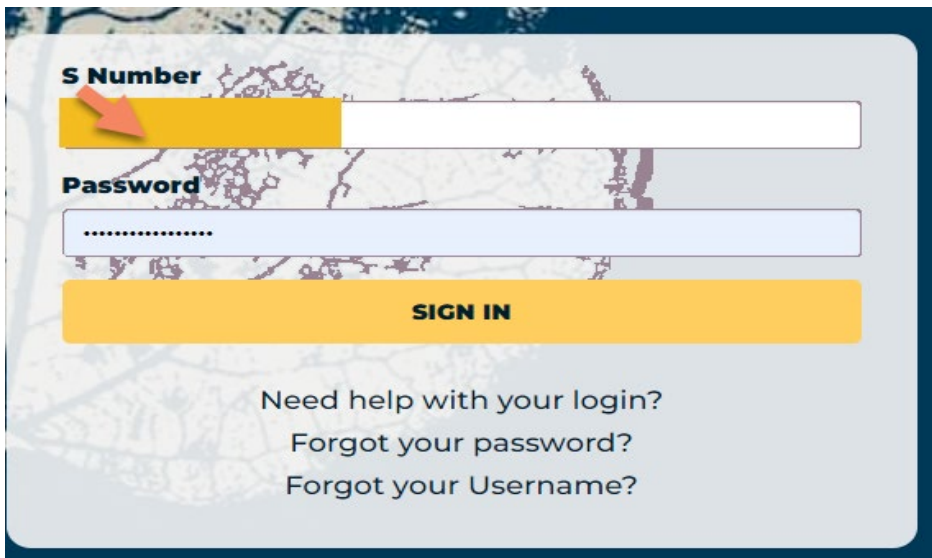 S Number
Password
•••••••••••••••••
SIGN IN
Need help with your login?
Forgot your password?
Forgot your Username?